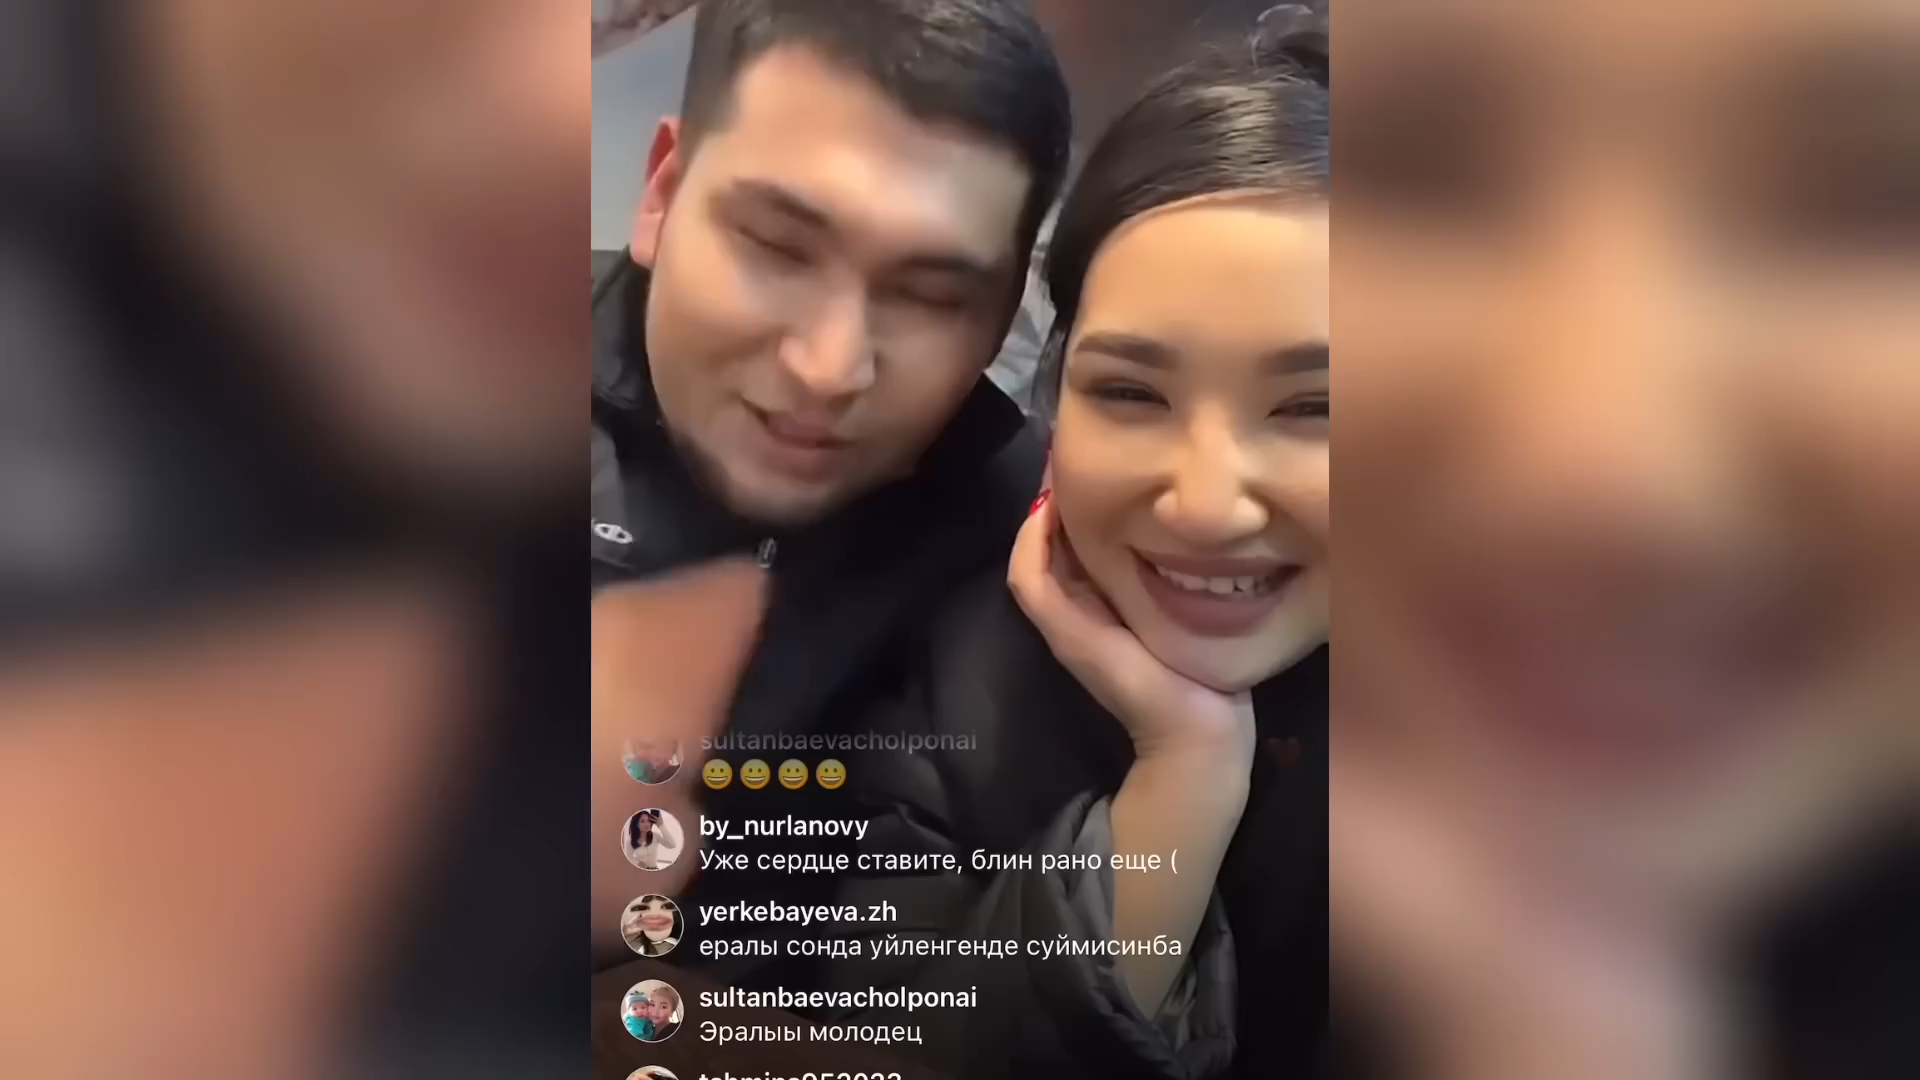 sultanbaevacholponai
😀😀😀😀
by_nurlanovy
Уже сердце ставите, блин рано еще (
yerkebayeva.zh
ералы сонда уйленгенде суймисинба
sultanbaevacholponai
Эралыы молодец